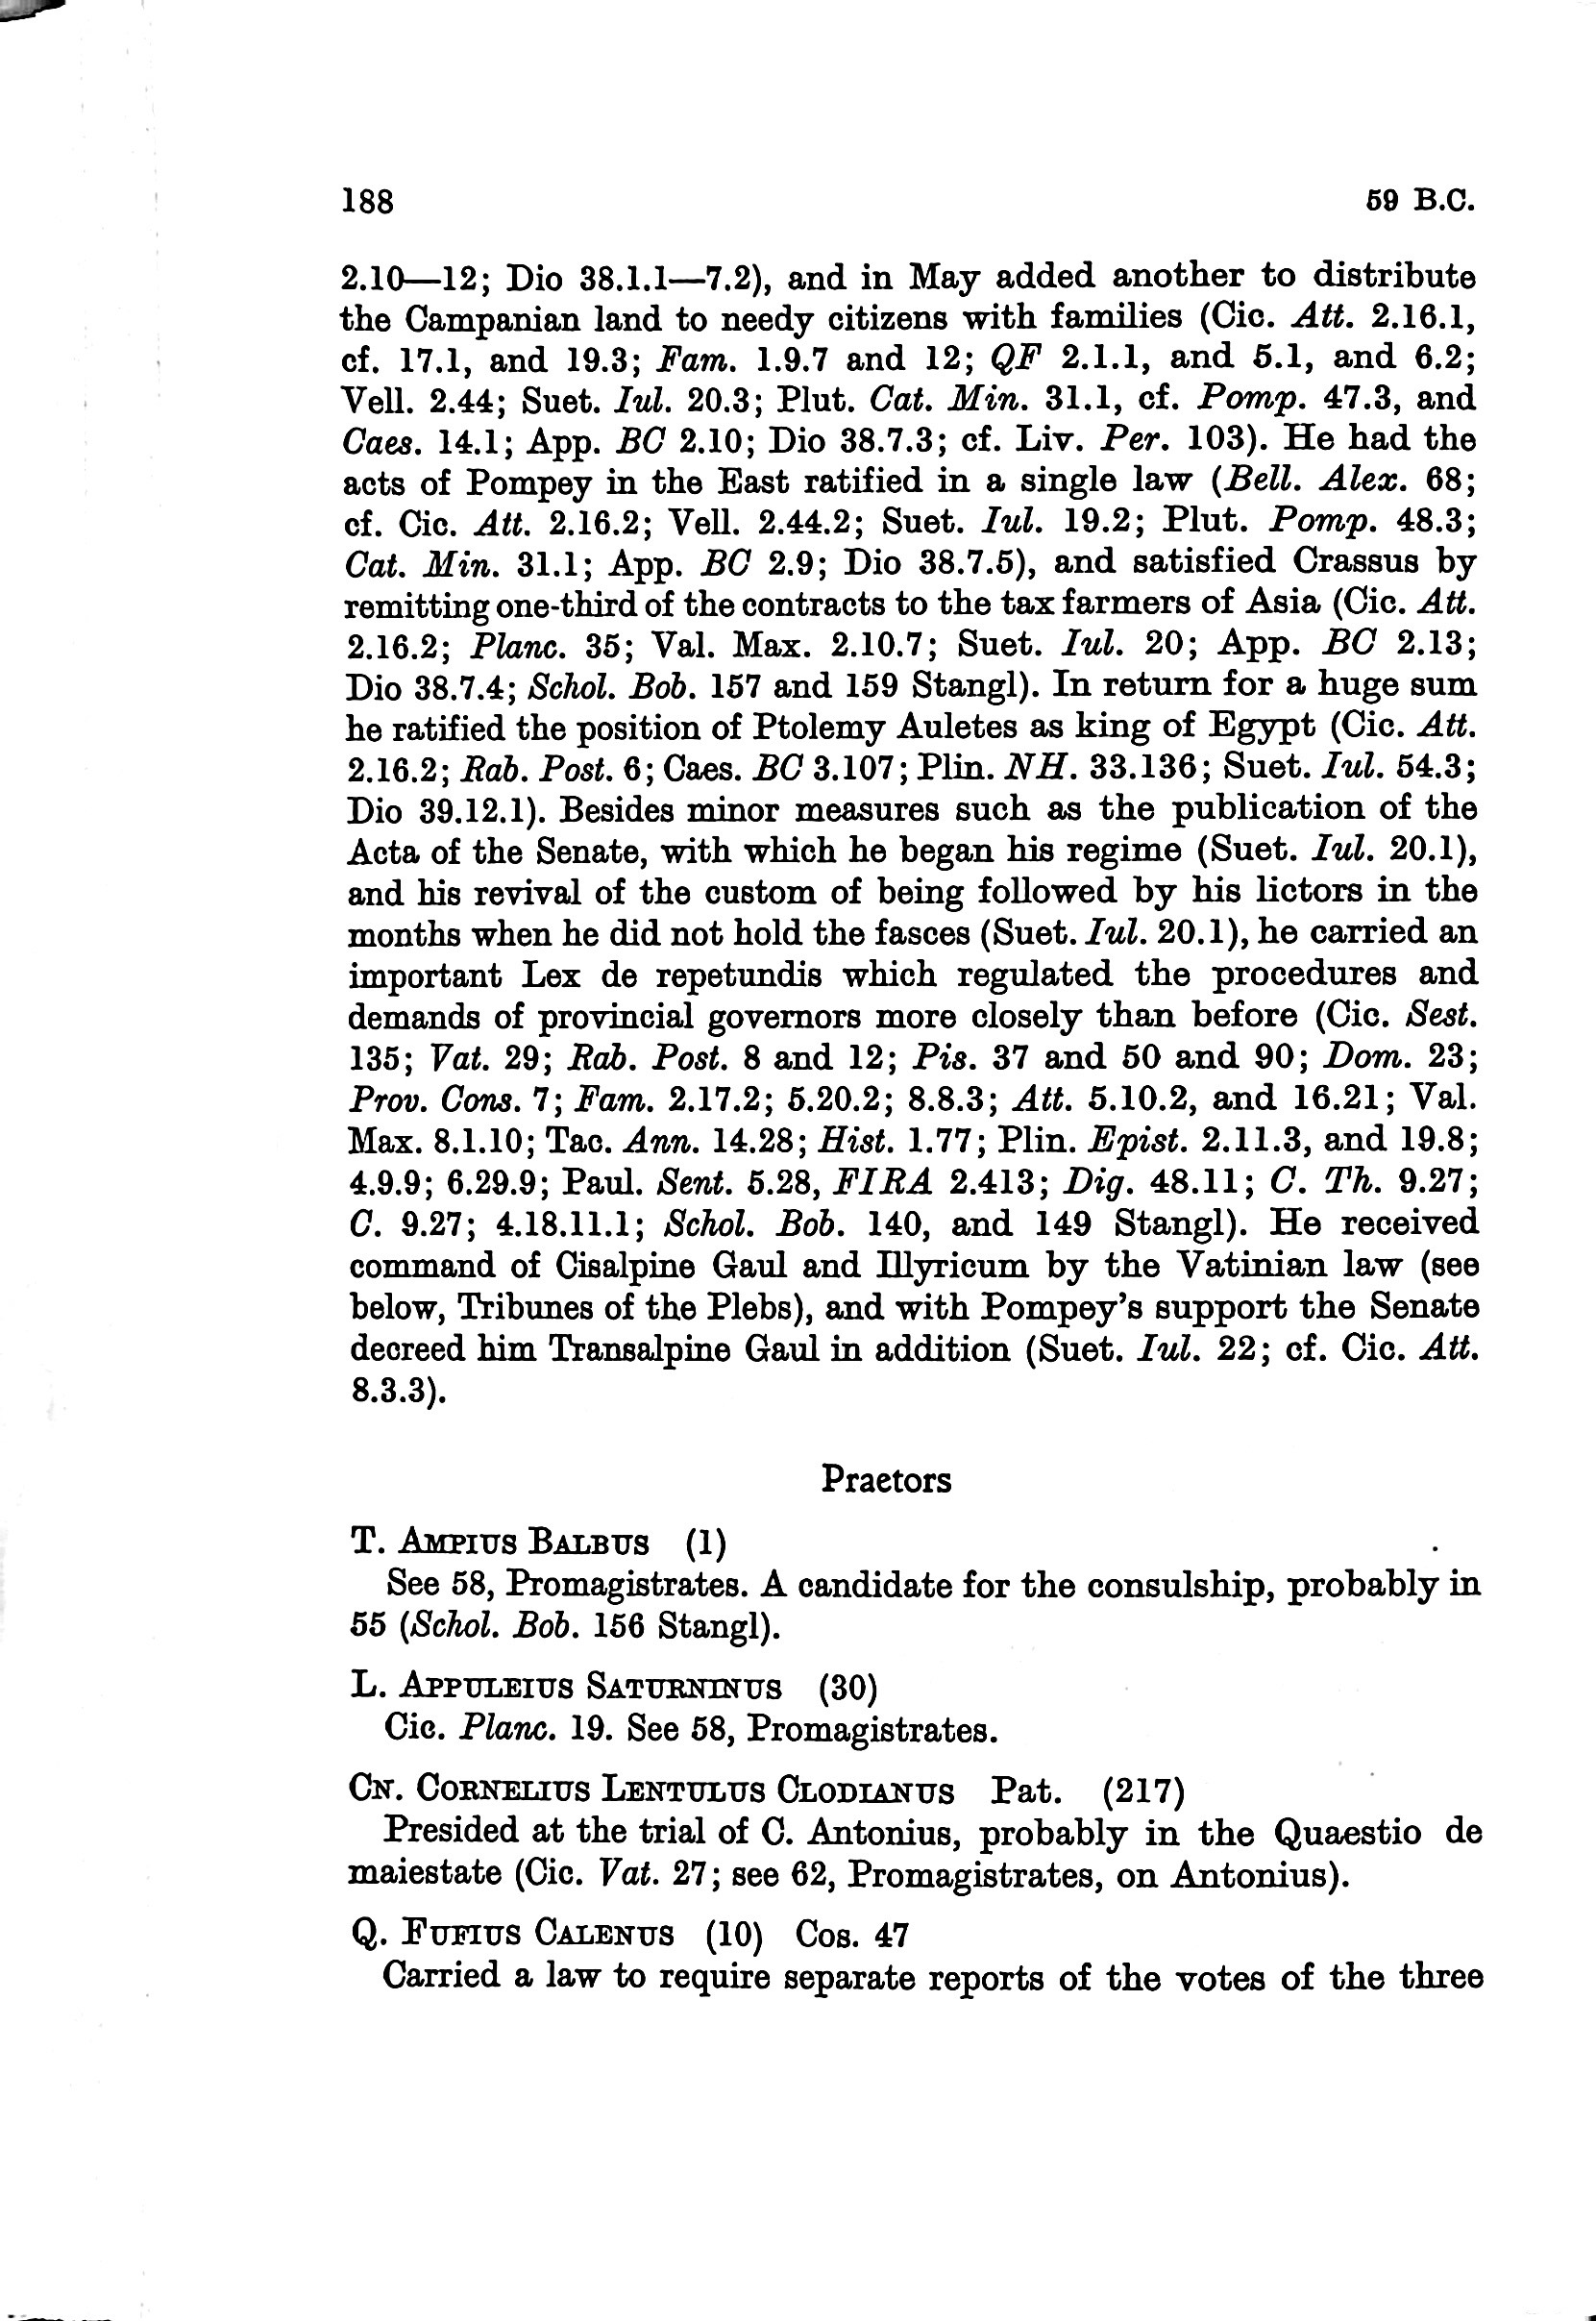 188 59 B.C.
2.10—12; Dio 38.1.1—7.2), and in May added another to distribute
the Campanian land to needy citizens with families (Cic. Att. 2.16.1,
cf. 17.1, and 19.3; Fam. 1.9.7 and 12; QF 2.1.1, and 5.1, and 6.2;
Vell. 2.44; Suet. Iul. 20.3; Plut. Cat. Min. 31.1, cf. Pomp. 47.3, and
Caes. 14.1; App. BC 2.10; Dio 38.7.3; cf. Liv. Per. 103). He had the
acts of Pompey in the East ratified in a single law (Bell. Alex. 68;
cf. Cic. Att. 2.16.2; Vell. 2.44.2; Suet. Iul. 19.2; Plut. Pomp. 48.3;
Cat. Min. 31.1; App. BC 2.9; Dio 38.7.5), and satisfied Crassus by
remitting one-third of the contracts to the tax farmers of Asia (Cic. Att.
2.16.2; Planc. 35; Val. Max. 2.10.7; Suet. Iul. 20; App. BC 2.13;
Dio 38.7.4; Schol. Bob. 157 and 159 Stangl). In return for a huge sum
he ratified the position of Ptolemy Auletes as king of Egypt (Cic. Att.
2.16.2; Rab. Post. 6; Caes. BC 3.107; Plin. NH. 33.136; Suet. Iul. 54.3;
Dio 39.12.1). Besides minor measures such as the publication of the
Acta of the Senate, with which he began his regime (Suet. Iul. 20.1),
and his revival of the custom of being followed by his lictors in the
months when he did not hold the fasces (Suet. Iul. 20.1), he carried an
important Lex de repetundis which regulated the procedures and
demands of provincial governors more closely than before (Cic. Sest.
135; Vat. 29; Rab. Post. 8 and 12; Pis. 37 and 50 and 90; Dom. 23;
Prov. Cons. 7; Fam. 2.17.2; 5.20.2; 8.8.3; Att. 5.10.2, and 16.21; Val.
Max. 8.1.10; Tac. Ann. 14.28; Hist. 1.77; Plin. Epist. 2.11.3, and 19.8;
4.9.9; 6.29.9; Paul. Sent. 5.28, FIRA 2.413; Dig. 48.11; C. Th. 9.27;
C. 9.27; 4.18.11.1; Schol. Bob. 140, and 149 Stangl). He received
command of Cisalpine Gaul and Illyricum by the Vatinian law (see
below, Tribunes of the Plebs), and with Pompey's support the Senate
decreed him Transalpine Gaul in addition (Suet. Iul. 22; cf. Cic. Att.
8.3.3).
Praetors
T. AMPIUS BALBUS (1)
See 58, Promagistrates. A candidate for the consulship, probably in
55 (Schol. Bob. 156 Stangl).
L. APPULEIUS SATURNINUS (30)
Cic. Planc. 19. See 58, Promagistrates.
CN. CORNELIUS LENTULUS CLODIANUS Pat. (217)
Presided at the trial of C. Antonius, probably in the Quaestio de
maiestate (Cic. Vat. 27; see 62, Promagistrates, on Antonius).
Q. FUFIUS CALENUS (10) Cos. 47
Carried a law to require separate reports of the votes of the three